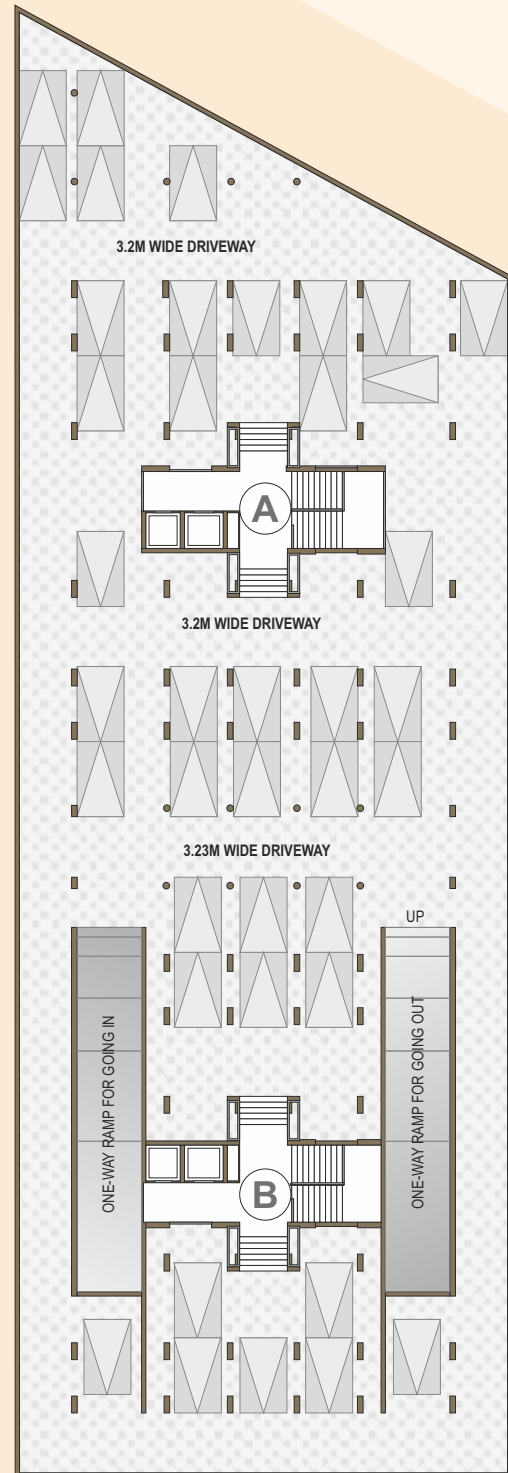 3.2M WIDE DRIVEWAY
A
3.2M WIDE DRIVEWAY
3.23M WIDE DRIVEWAY
UP
ONE-WAY RAMP FOR GOING IN
ONE-WAY RAMP FOR GOING OUT
B